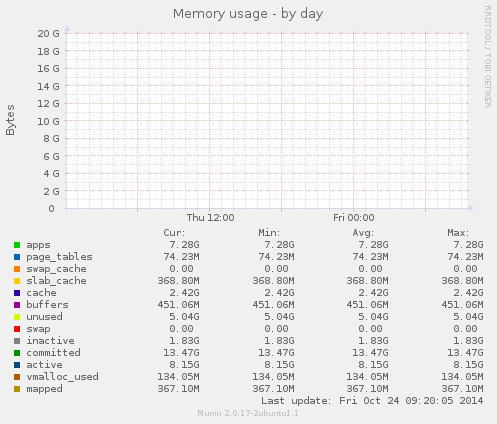 Memory usage - by day
RRDTOOL / TOBI OETIKER
Bytes
20 G
18 G
16 G
14 G
12 G
10 G
8 G
6 G
4 G
2 G
0
Thu 12:00 Fri 00:00
Cur: Min: Avg: Max:
apps 7.28G 7.28G 7.28G 7.28G
page_tables 74.23M 74.23M 74.23M 74.23M
swap_cache 0.00 0.00 0.00 0.00
slab_cache 368.80M 368.80M 368.80M 368.80M
cache 2.42G 2.42G 2.42G 2.42G
buffers 451.06M 451.06M 451.06M 451.06M
unused 5.04G 5.04G 5.04G 5.04G
swap 0.00 0.00 0.00 0.00
inactive 1.83G 1.83G 1.83G 1.83G
committed 13.47G 13.47G 13.47G 13.47G
active 8.15G 8.15G 8.15G 8.15G
vmalloc_used 134.05M 134.05M 134.05M 134.05M
mapped 367.10M 367.10M 367.10M 367.10M
Last update: Fri Oct 24 09:20:05 2014
Munin 2.0.17-2ubuntu1.1